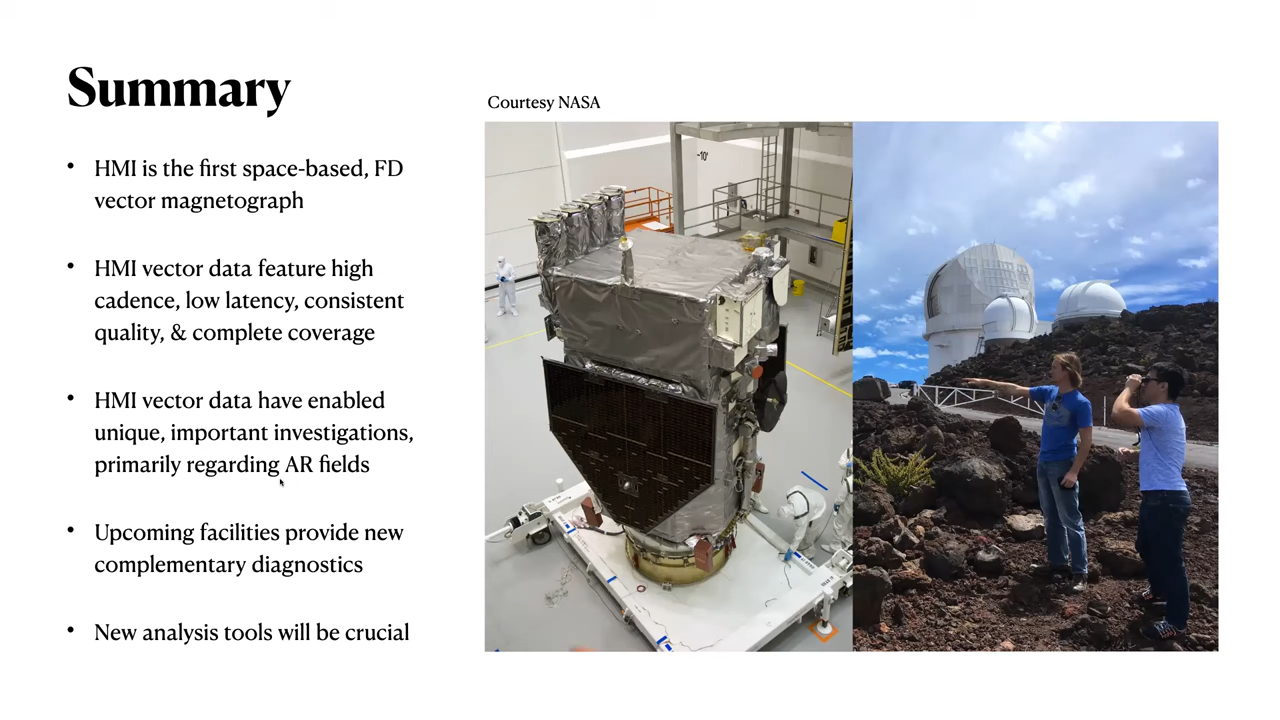 Summary
Courtesy NASA
• HMI is the first space-based, FD
vector magnetograph
• HMI vector data feature high
cadence, low latency, consistent
quality, & complete coverage
• HMI vector data have enabled
unique, important investigations,
primarily regarding AR fields
• Upcoming facilities provide new
complementary diagnostics
• New analysis tools will be crucial
-10'